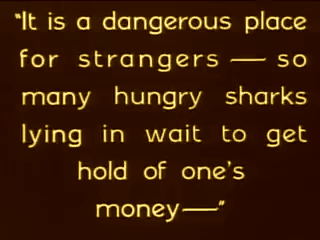 "It is a dangerous place
for strangers — so
many hungry sharks
lying in wait to get
hold of one's
money—"